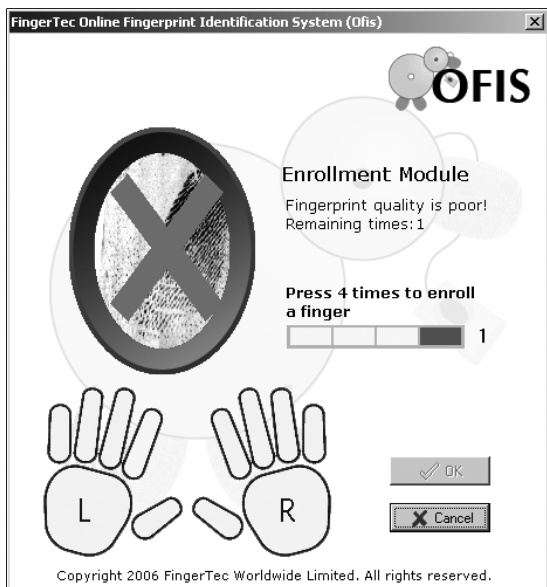 FingerTec Online Fingerprint Identification System (Ofis)
OFIS
Enrollment Module
Fingerprint quality is poor!
Remaining times: 1
Press 4 times to enroll
a finger
1
L
R
OK
Cancel
Copyright 2006 FingerTec Worldwide Limited. All rights reserved.